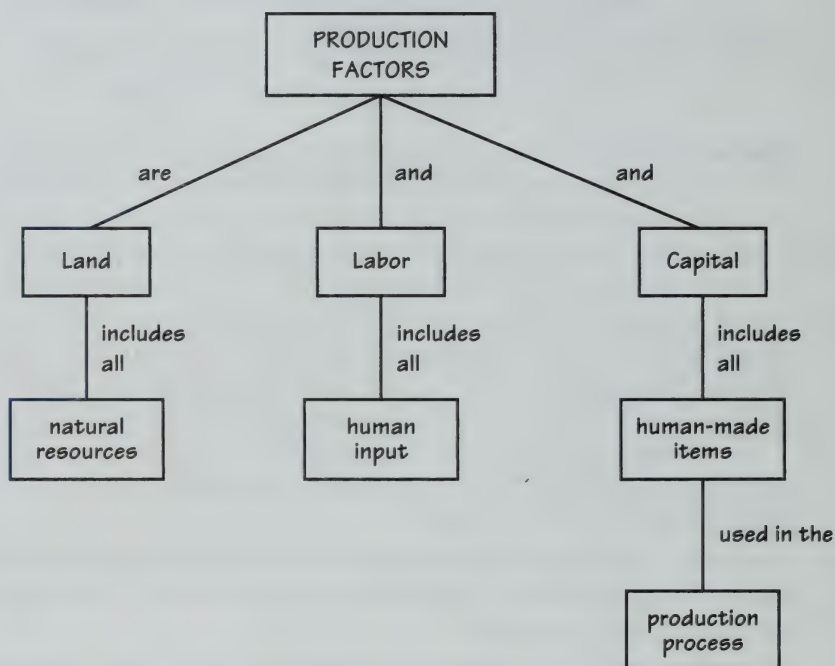 PRODUCTION
FACTORS
are
and
and
Land
Labor
Capital
includes
all
includes
all
includes
all
natural
resources
human
input
human-made
items
used in the
production
process